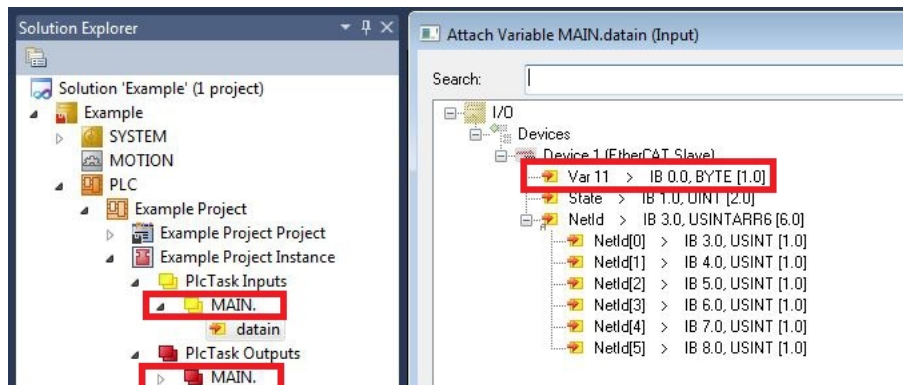 Solution Explorer
Solution 'Example' (1 project)
Example
SYSTEM
MOTION
PLC
Example Project
Example Project Project
Example Project Instance
PlcTask Inputs
MAIN.
datain
PlcTask Outputs
MAIN.
Attach Variable MAIN.datain (Input)
Search:
I/O
Devices
Device 1 (EtherCAT Slave)
Var 11 > IB 0.0, BYTE [1.0]
State > IB 1.0, UINT [2.0]
NetId > IB 3.0, USINTARR6 [6.0]
NetId[0] > IB 3.0, USINT [1.0]
NetId[1] > IB 4.0, USINT [1.0]
NetId[2] > IB 5.0, USINT [1.0]
NetId[3] > IB 6.0, USINT [1.0]
NetId[4] > IB 7.0, USINT [1.0]
NetId[5] > IB 8.0, USINT [1.0]